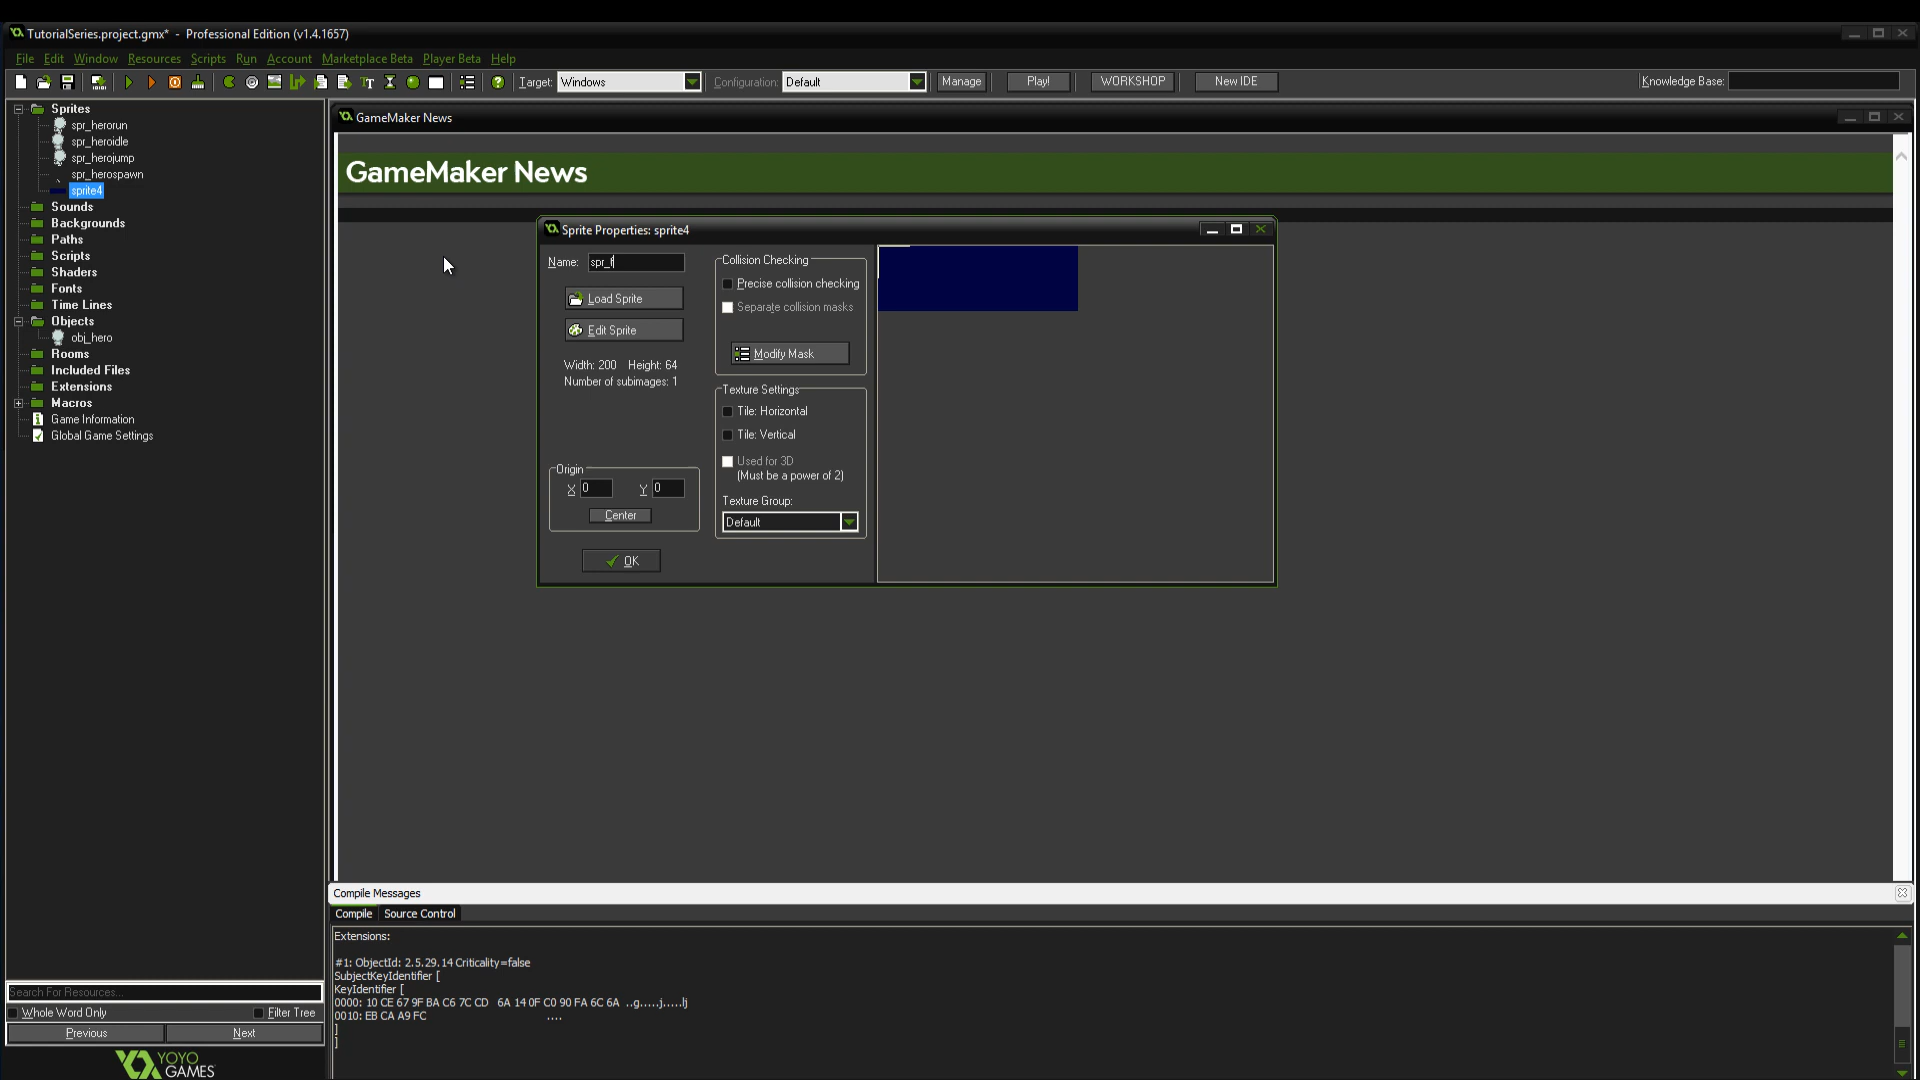 TutorialSeries.project.gmx* - Professional Edition (v1.4.1657)
File Edit Window Resources Scripts Run Account Marketplace Beta Player Beta Help
Target: Windows Configuration: Default Manage Play! WORKSHOP New IDE Knowledge Base:
Sprites
spr_herorun
spr_heroidle
spr_herojump
spr_herospawn
sprite4
Sounds
Backgrounds
Paths
Scripts
Shaders
Fonts
Time Lines
Objects
obj_hero
Rooms
Included Files
Extensions
Macros
Game Information
Global Game Settings
Search For Resources...
Whole Word Only Filter Tree
Previous Next
YOYO
GAMES
GameMaker News
GameMaker News
Sprite Properties: sprite4
Name: spr_f
Load Sprite
Edit Sprite
Width: 200 Height: 64
Number of subimages: 1
Origin
X 0 Y 0
Center
OK
Collision Checking
Precise collision checking
Separate collision masks
Modify Mask
Texture Settings
Tile: Horizontal
Tile: Vertical
Used for 3D
(Must be a power of 2)
Texture Group:
Default
Compile Messages
Compile Source Control
Extensions:
#1: ObjectId: 2.5.29.14 Criticality=false
SubjectKeyIdentifier [
KeyIdentifier [
0000: 10 CE 67 9F BA C6 7C CD 6A 14 0F C0 90 FA 6C 6A ..g.....j.....lj
0010: EB CA A9 FC ....
]
]